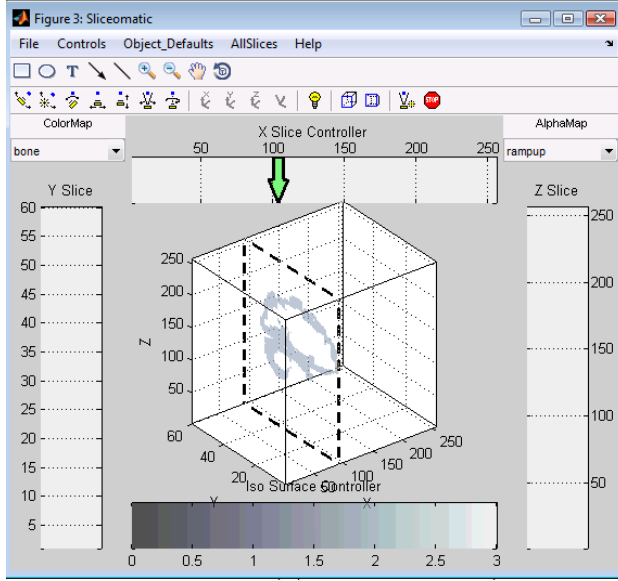 Figure 3: Sliceomatic
File Controls Object_Defaults AllSlices Help
T
STOP
ColorMap
X Slice Controller
AlphaMap
bone
50 100 150 200 250
rampup
Y Slice
Z Slice
60
55
50
45
40
35
30
25
20
15
10
5
250
200
150
100
50
Z
250
200
150
100
50
60
40
20
50
100
150
200
250
Y
X
Iso Surface Controller
0 0.5 1 1.5 2 2.5 3